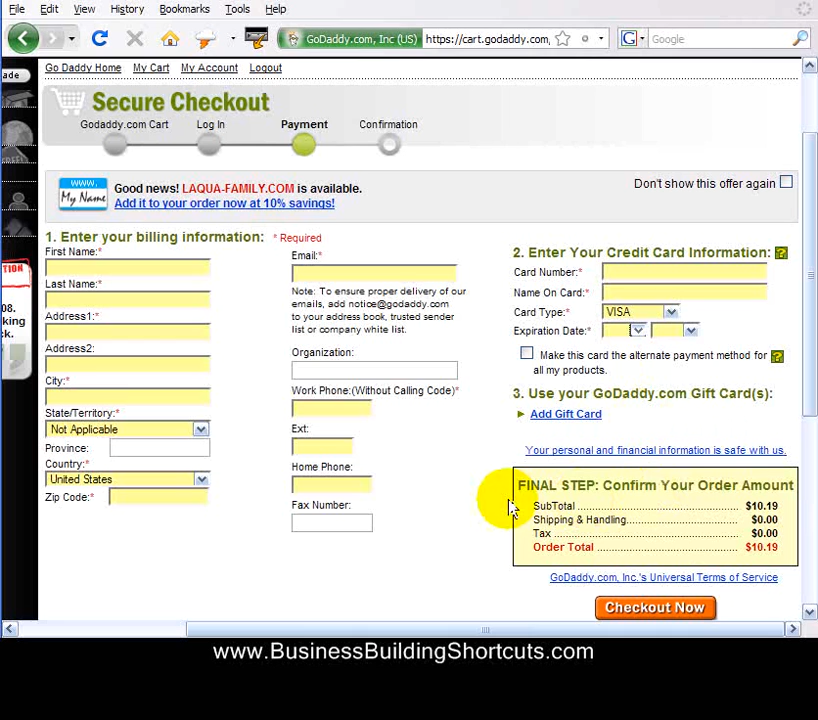 File Edit View History Bookmarks Tools Help
GoDaddy.com, Inc (US) https://cart.godaddy.com, Google
Go Daddy Home My Cart My Account Logout
ade
Secure Checkout
Godaddy.com Cart Log In Payment Confirmation
WWW.
My Name
Good news! LAQUA-FAMILY.COM is available.
Add it to your order now at 10% savings!
Don't show this offer again
1. Enter your billing information: * Required
First Name:*
Last Name:*
Address1:*
Address2:
City:*
State/Territory:*
Not Applicable
Province:
Country:*
United States
Zip Code:*
Email:*
Note: To ensure proper delivery of our
emails, add notice@godaddy.com
to your address book, trusted sender
list or company white list.
Organization:
Work Phone:(Without Calling Code)*
Ext:
Home Phone:
Fax Number:
2. Enter Your Credit Card Information: ?
Card Number:*
Name On Card:*
Card Type:* VISA
Expiration Date:*
Make this card the alternate payment method for ?
all my products.
3. Use your GoDaddy.com Gift Card(s):
Add Gift Card
Your personal and financial information is safe with us.
FINAL STEP: Confirm Your Order Amount
SubTotal $10.19
Shipping & Handling $0.00
Tax $0.00
Order Total $10.19
GoDaddy.com, Inc.'s Universal Terms of Service
Checkout Now
TION
08.
king
ck.
www.BusinessBuildingShortcuts.com